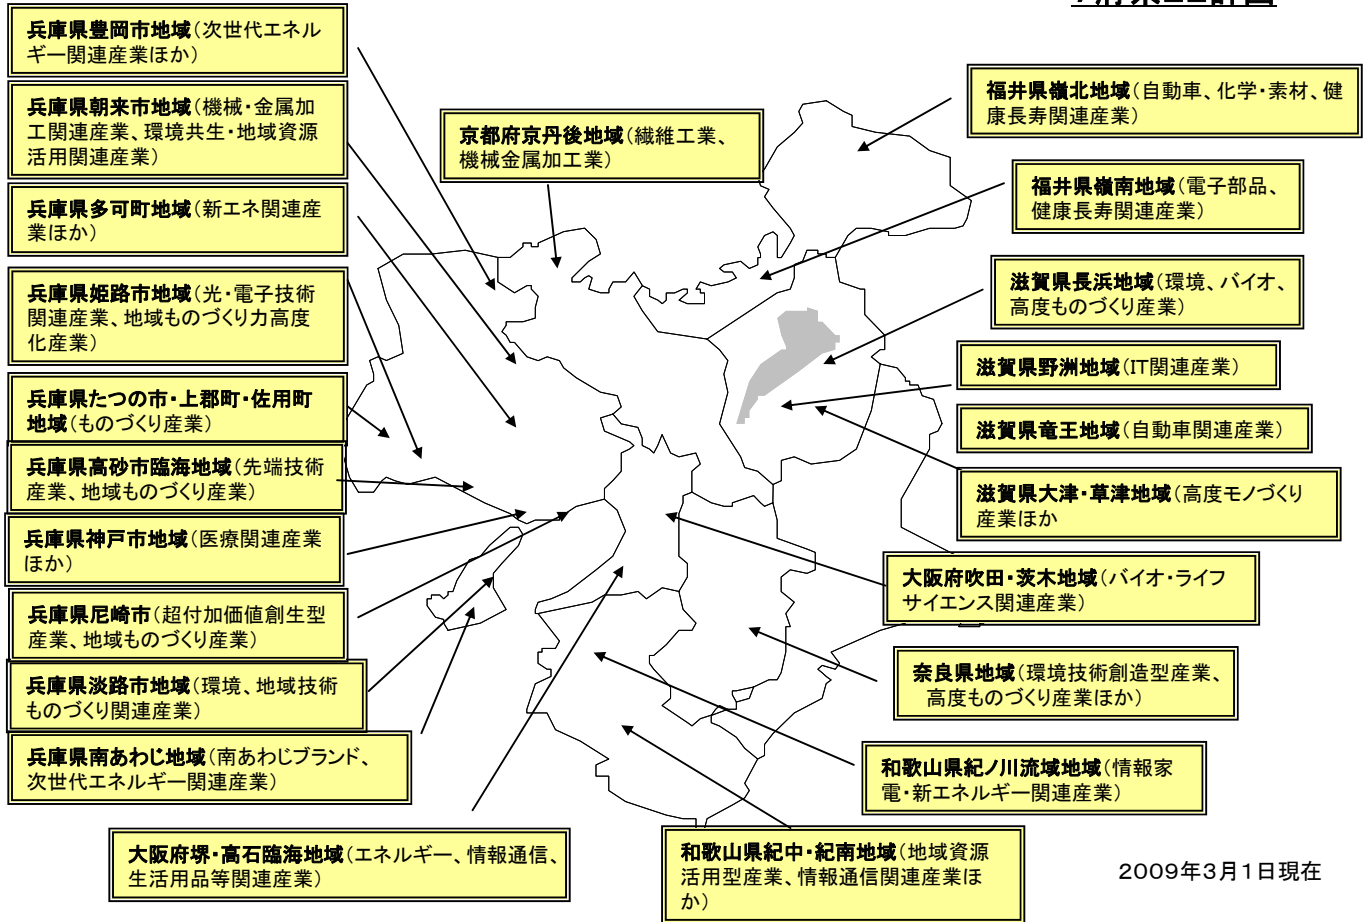 7府県22計画
兵庫県豊岡市地域(次世代エネル
ギー関連産業ほか)
兵庫県朝来市地域(機械・金属加
工関連産業、環境共生・地域資源
活用関連産業)
兵庫県多可町地域(新エネ関連産
業ほか)
兵庫県姫路市地域(光・電子技術
関連産業、地域ものづくり力高度
化産業)
兵庫県たつの市・上郡町・佐用町
地域(ものづくり産業)
兵庫県高砂市臨海地域(先端技術
産業、地域ものづくり産業)
兵庫県神戸市地域(医療関連産業
ほか)
兵庫県尼崎市(超付加価値創生型
産業、地域ものづくり産業)
兵庫県淡路市地域(環境、地域技術
ものづくり関連産業)
兵庫県南あわじ地域(南あわじブランド、
次世代エネルギー関連産業)
大阪府堺・高石臨海地域(エネルギー、情報通信、
生活用品等関連産業)
京都府京丹後地域(繊維工業、
機械金属加工業)
福井県嶺北地域(自動車、化学・素材、健
康長寿関連産業)
福井県嶺南地域(電子部品、
健康長寿関連産業)
滋賀県長浜地域(環境、バイオ、
高度ものづくり産業)
滋賀県野洲地域(IT関連産業)
滋賀県竜王地域(自動車関連産業)
滋賀県大津・草津地域(高度モノづくり
産業ほか
大阪府吹田・茨木地域(バイオ・ライフ
サイエンス関連産業)
奈良県地域(環境技術創造型産業、
高度ものづくり産業ほか)
和歌山県紀ノ川流域地域(情報家
電・新エネルギー関連産業)
和歌山県紀中・紀南地域(地域資源
活用型産業、情報通信関連産業ほ
か)
2009年3月1日現在